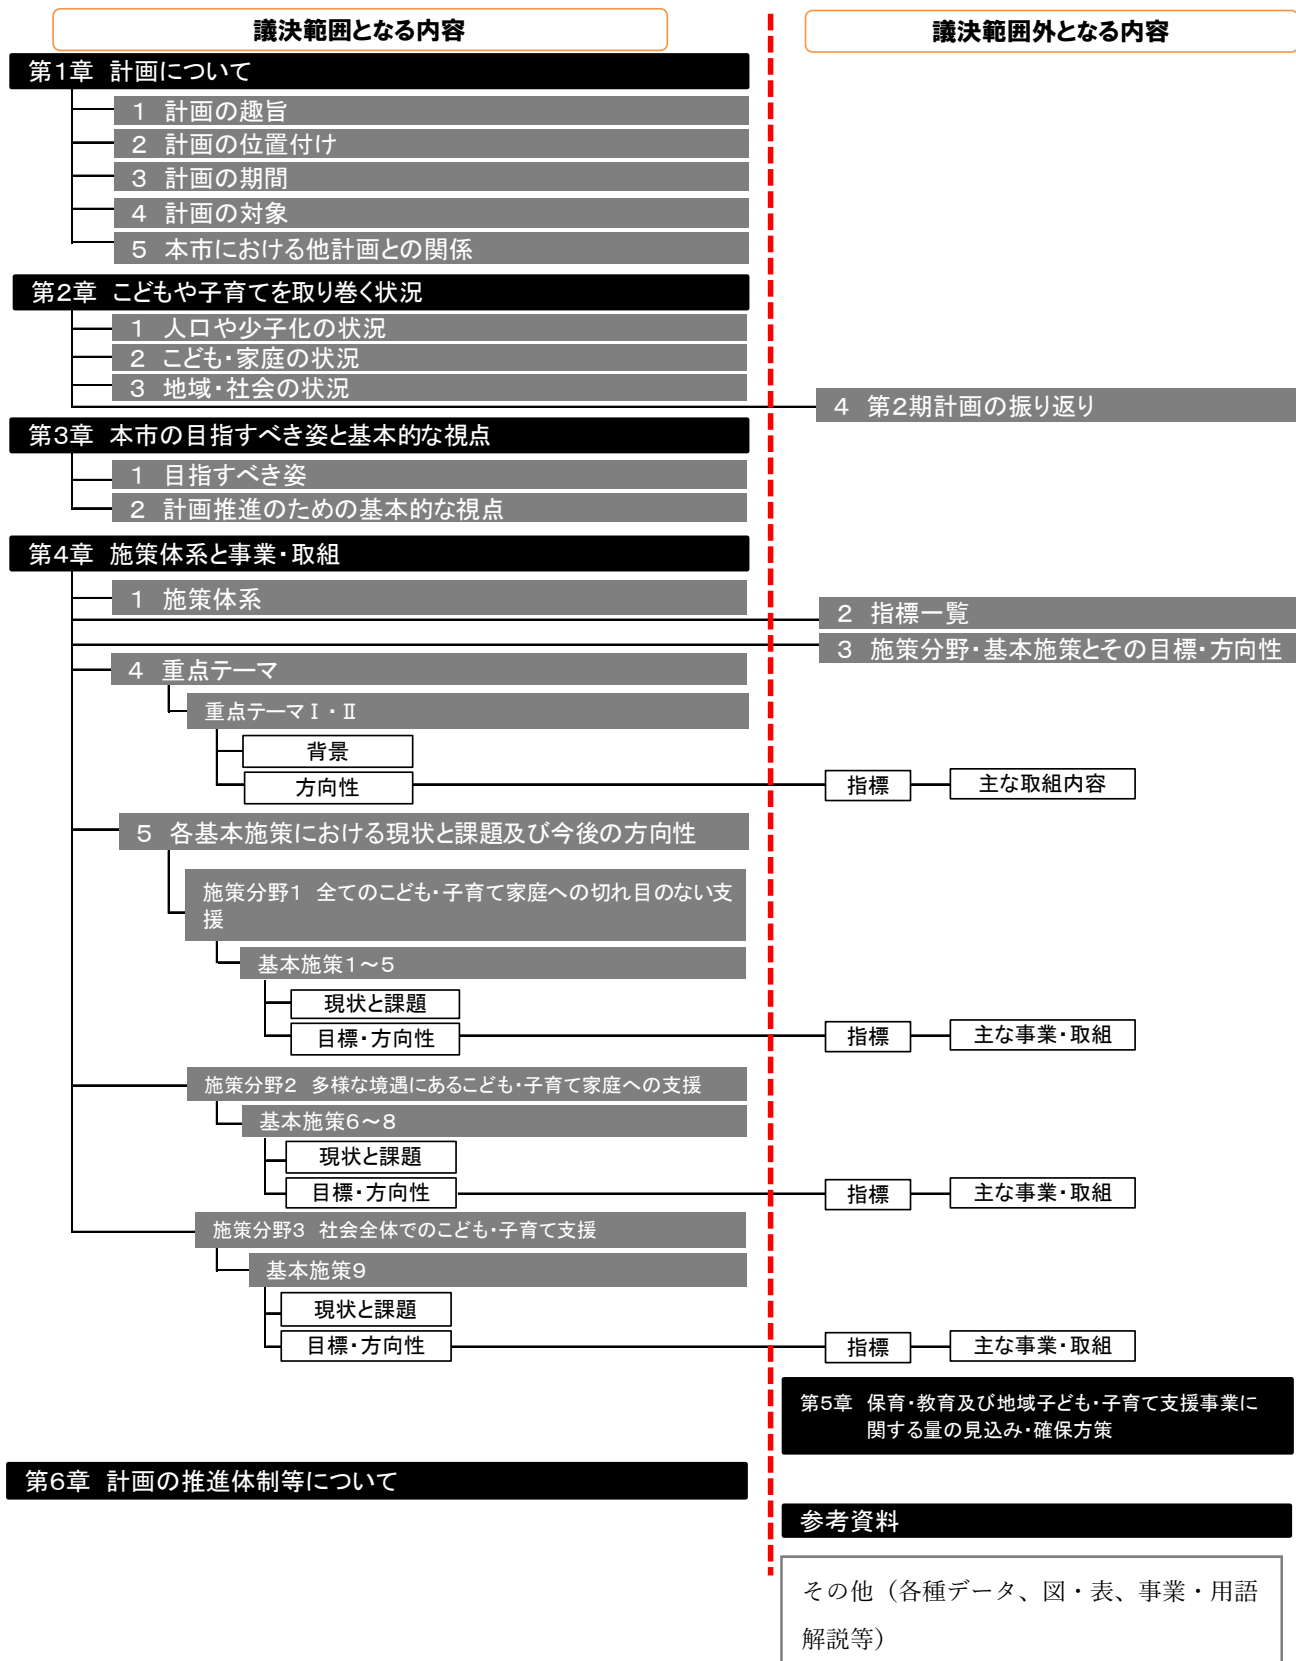 議決範囲となる内容
議決範囲外となる内容
第1章 計画について
1 計画の趣旨
2 計画の位置付け
3 計画の期間
4 計画の対象
5 本市における他計画との関係
第2章 こどもや子育てを取り巻く状況
1 人口や少子化の状況
2 こども・家庭の状況
3 地域・社会の状況
4 第2期計画の振り返り
第3章 本市の目指すべき姿と基本的な視点
1 目指すべき姿
2 計画推進のための基本的な視点
第4章 施策体系と事業・取組
1 施策体系
2 指標一覧
3 施策分野・基本施策とその目標・方向性
4 重点テーマ
重点テーマⅠ・Ⅱ
背景
方向性
指標
主な取組内容
5 各基本施策における現状と課題及び今後の方向性
施策分野1 全てのこども・子育て家庭への切れ目のない支
援
基本施策1～5
現状と課題
目標・方向性
指標
主な事業・取組
施策分野2 多様な境遇にあるこども・子育て家庭への支援
基本施策6～8
現状と課題
目標・方向性
指標
主な事業・取組
施策分野3 社会全体でのこども・子育て支援
基本施策9
現状と課題
目標・方向性
指標
主な事業・取組
第5章 保育・教育及び地域子ども・子育て支援事業に
関する量の見込み・確保方策
第6章 計画の推進体制等について
参考資料
その他（各種データ、図・表、事業・用語
解説等）